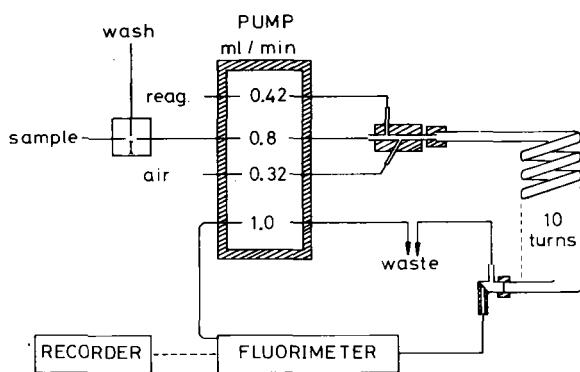 PUMP
ml / min
wash
reag.
0.42
sample
0.8
air
0.32
1.0
10
turns
waste
RECORDER
FLUORIMETER